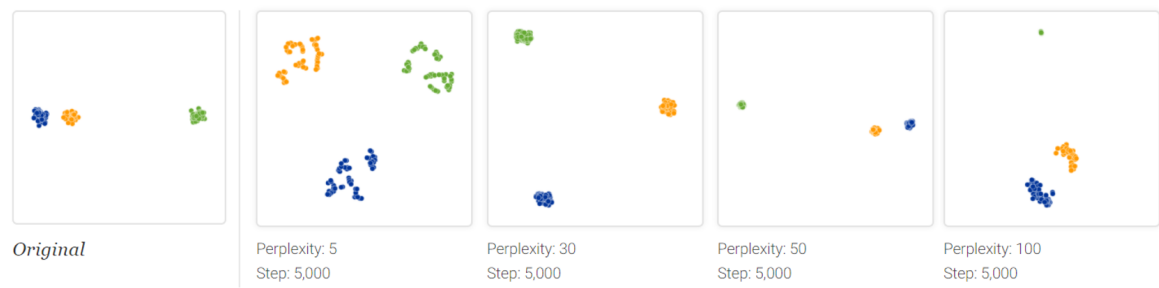 Original
Perplexity: 5
Step: 5,000
Perplexity: 30
Step: 5,000
Perplexity: 50
Step: 5,000
Perplexity: 100
Step: 5,000